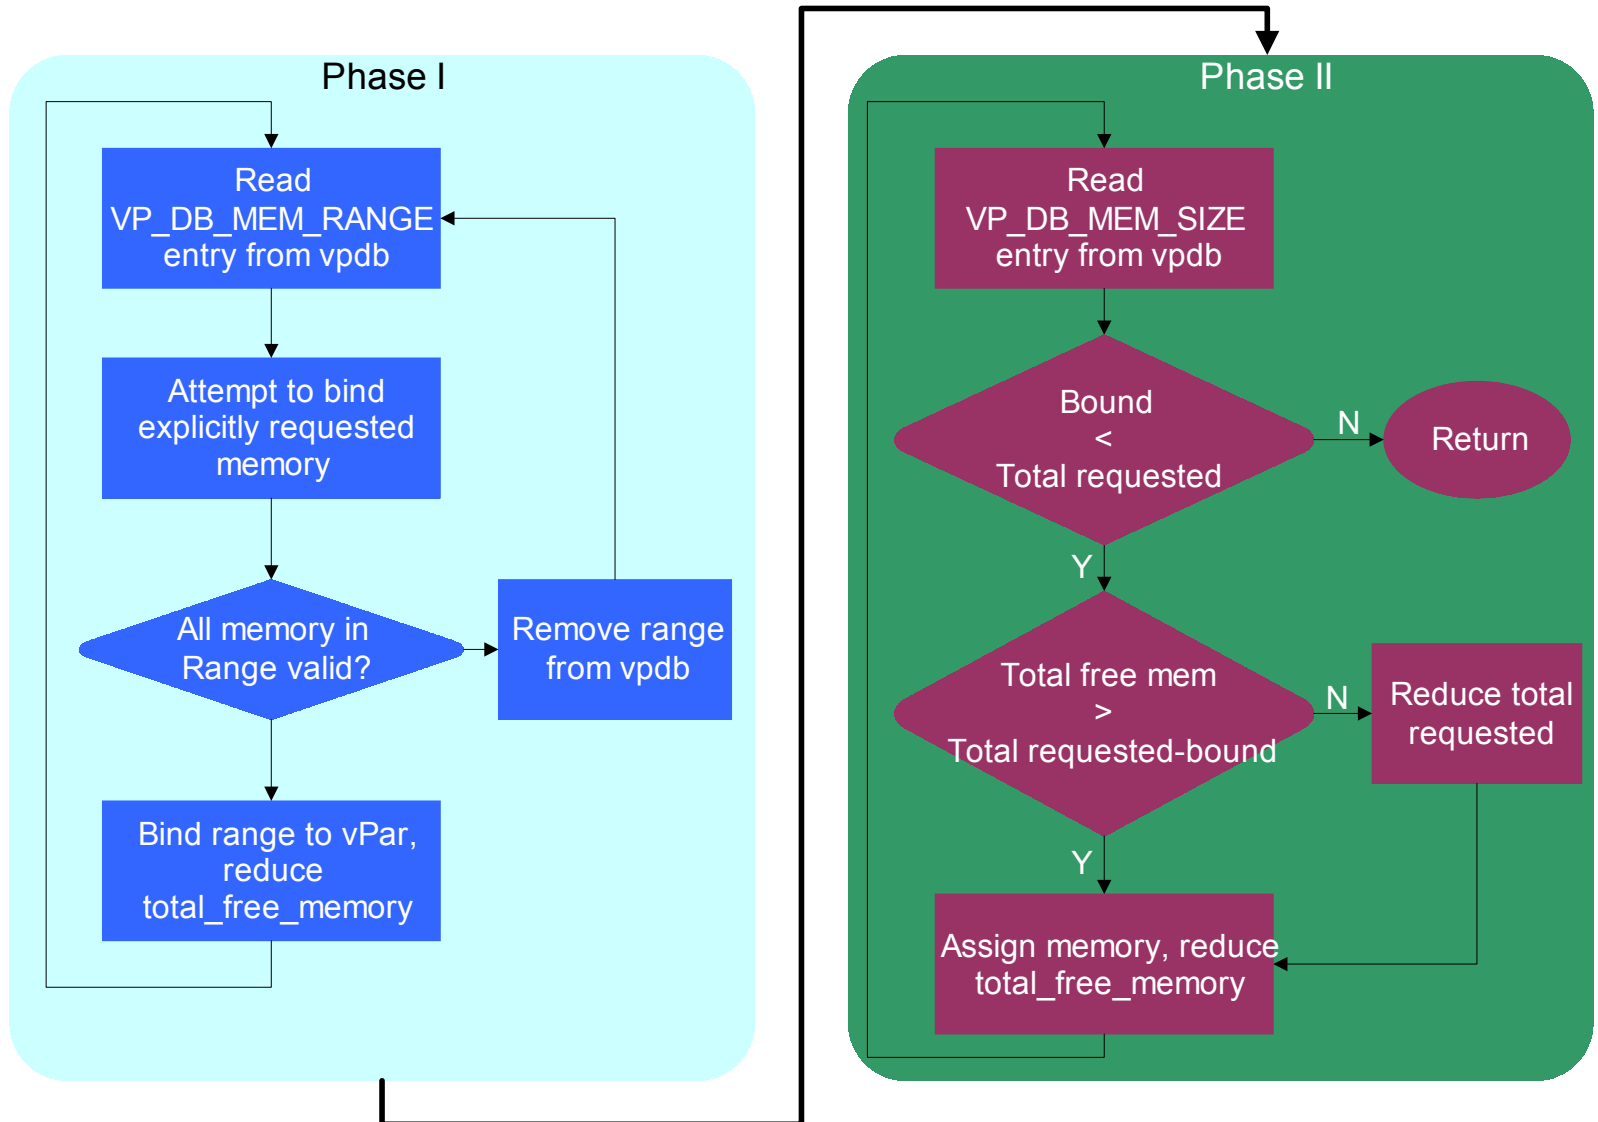 Phase I
Read
VP_DB_MEM_RANGE
entry from vpdb
Attempt to bind
explicitly requested
memory
All memory in
Range valid?
Remove range
from vpdb
Bind range to vPar,
reduce
total_free_memory
Phase II
Read
VP_DB_MEM_SIZE
entry from vpdb
Bound
<
Total requested
N
Return
Y
Total free mem
>
Total requested-bound
N
Reduce total
requested
Y
Assign memory, reduce
total_free_memory